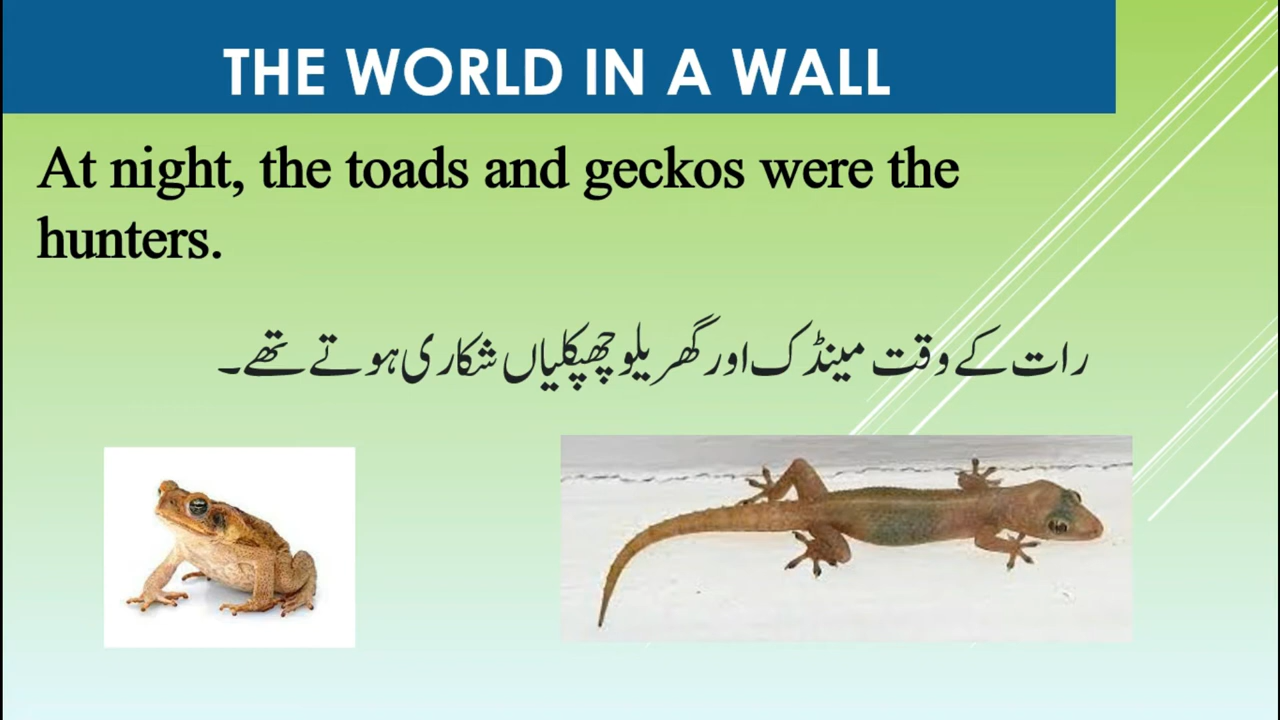 THE WORLD IN A WALL
At night, the toads and geckos were the
hunters.
رات کے وقت مینڈک اور گھریلو چھپکلیاں شکاری ہوتے تھے۔